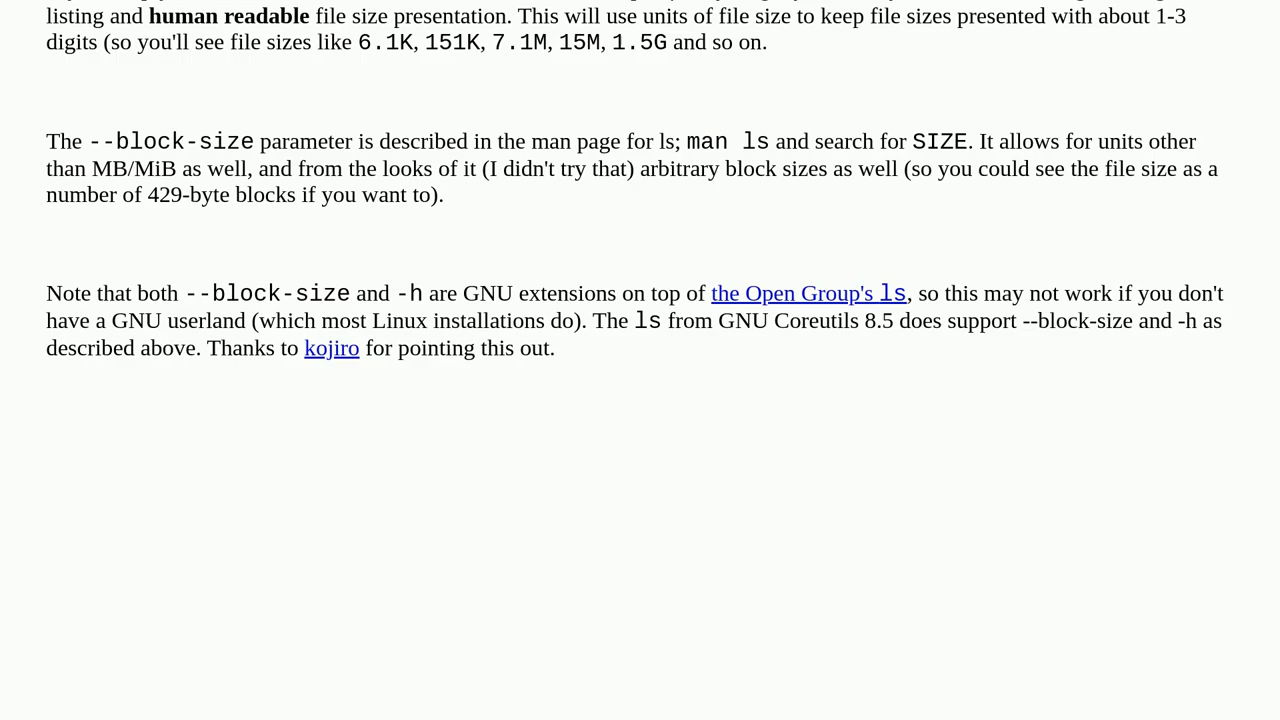 listing and human readable file size presentation. This will use units of file size to keep file sizes presented with about 1-3
digits (so you'll see file sizes like 6.1K, 151K, 7.1M, 15M, 1.5G and so on.
The --block-size parameter is described in the man page for ls; man ls and search for SIZE. It allows for units other
than MB/MiB as well, and from the looks of it (I didn't try that) arbitrary block sizes as well (so you could see the file size as a
number of 429-byte blocks if you want to).
Note that both --block-size and -h are GNU extensions on top of the Open Group's ls, so this may not work if you don't
have a GNU userland (which most Linux installations do). The ls from GNU Coreutils 8.5 does support --block-size and -h as
described above. Thanks to kojiro for pointing this out.